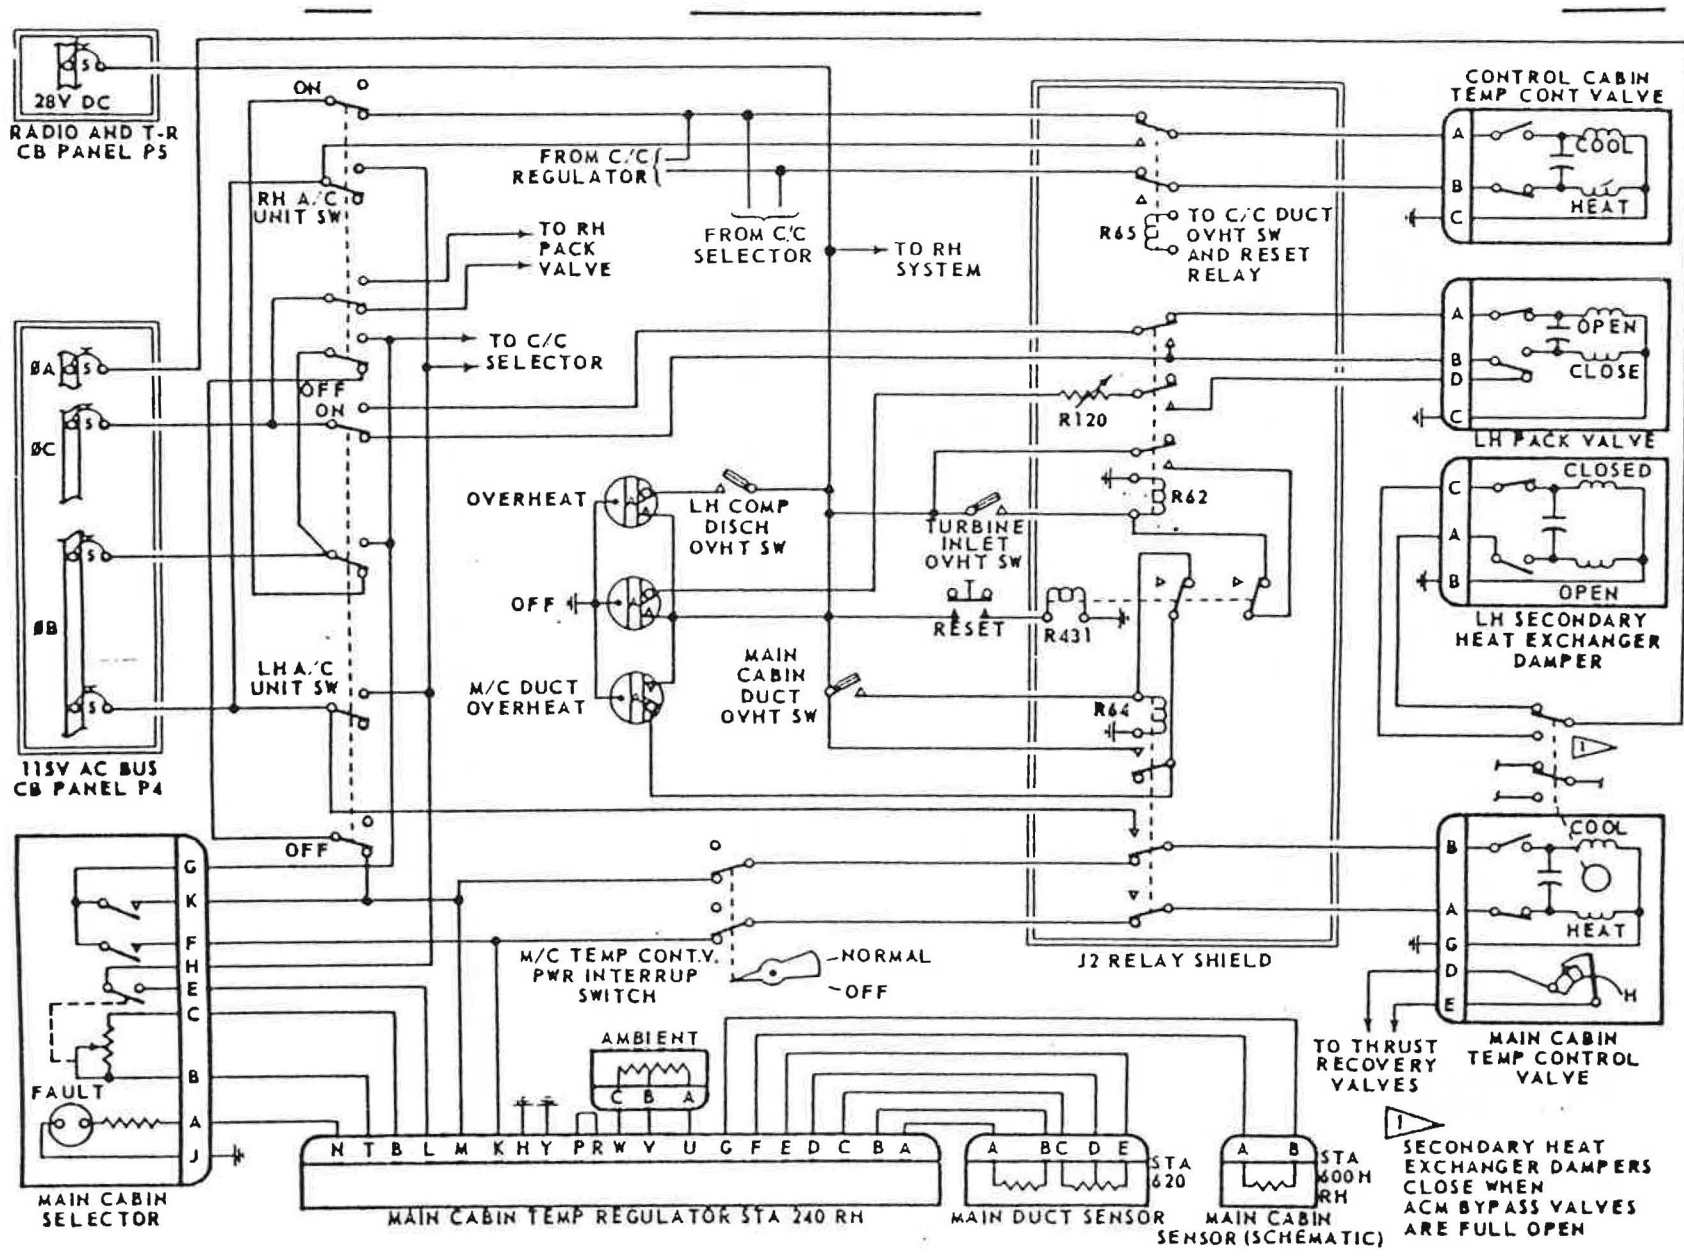 S
28V DC
RADIO AND T-R
CB PANEL P5
ON
RH A/C
UNIT SW
FROM C/C
REGULATOR
FROM C/C
SELECTOR
TO RH
PACK
VALVE
TO C/C
SELECTOR
TO RH
SYSTEM
ØA
S
ØC
S
ØB
S
S
115V AC BUS
CB PANEL P4
OFF
ON
LH A/C
UNIT SW
OFF
OVERHEAT
OFF
M/C DUCT
OVERHEAT
LH COMP
DISCH
OVHT SW
TURBINE
INLET
OVHT SW
RESET
MAIN
CABIN
DUCT
OVHT SW
R65
TO C/C DUCT
OVHT SW
AND RESET
RELAY
R120
R62
R431
R64
J2 RELAY SHIELD
CONTROL CABIN
TEMP CONT VALVE
A
B
C
COOL
HEAT
A
B
D
C
OPEN
CLOSE
LH PACK VALVE
C
A
B
CLOSED
OPEN
LH SECONDARY
HEAT EXCHANGER
DAMPER
1
B
A
G
D
E
COOL
HEAT
H
MAIN CABIN
TEMP CONTROL
VALVE
TO THRUST
RECOVERY
VALVES
M/C TEMP CONT.V.
PWR INTERRUP
SWITCH
NORMAL
OFF
G
K
F
H
E
C
B
A
J
FAULT
MAIN CABIN
SELECTOR
AMBIENT
C B A
N T B L M K H Y P R W V U G F E D C B A
MAIN CABIN TEMP REGULATOR STA 240 RH
A B C D E
STA
620
MAIN DUCT SENSOR
A B
STA
600H
RH
MAIN CABIN
SENSOR (SCHEMATIC)
1
SECONDARY HEAT
EXCHANGER DAMPERS
CLOSE WHEN
ACM BYPASS VALVES
ARE FULL OPEN